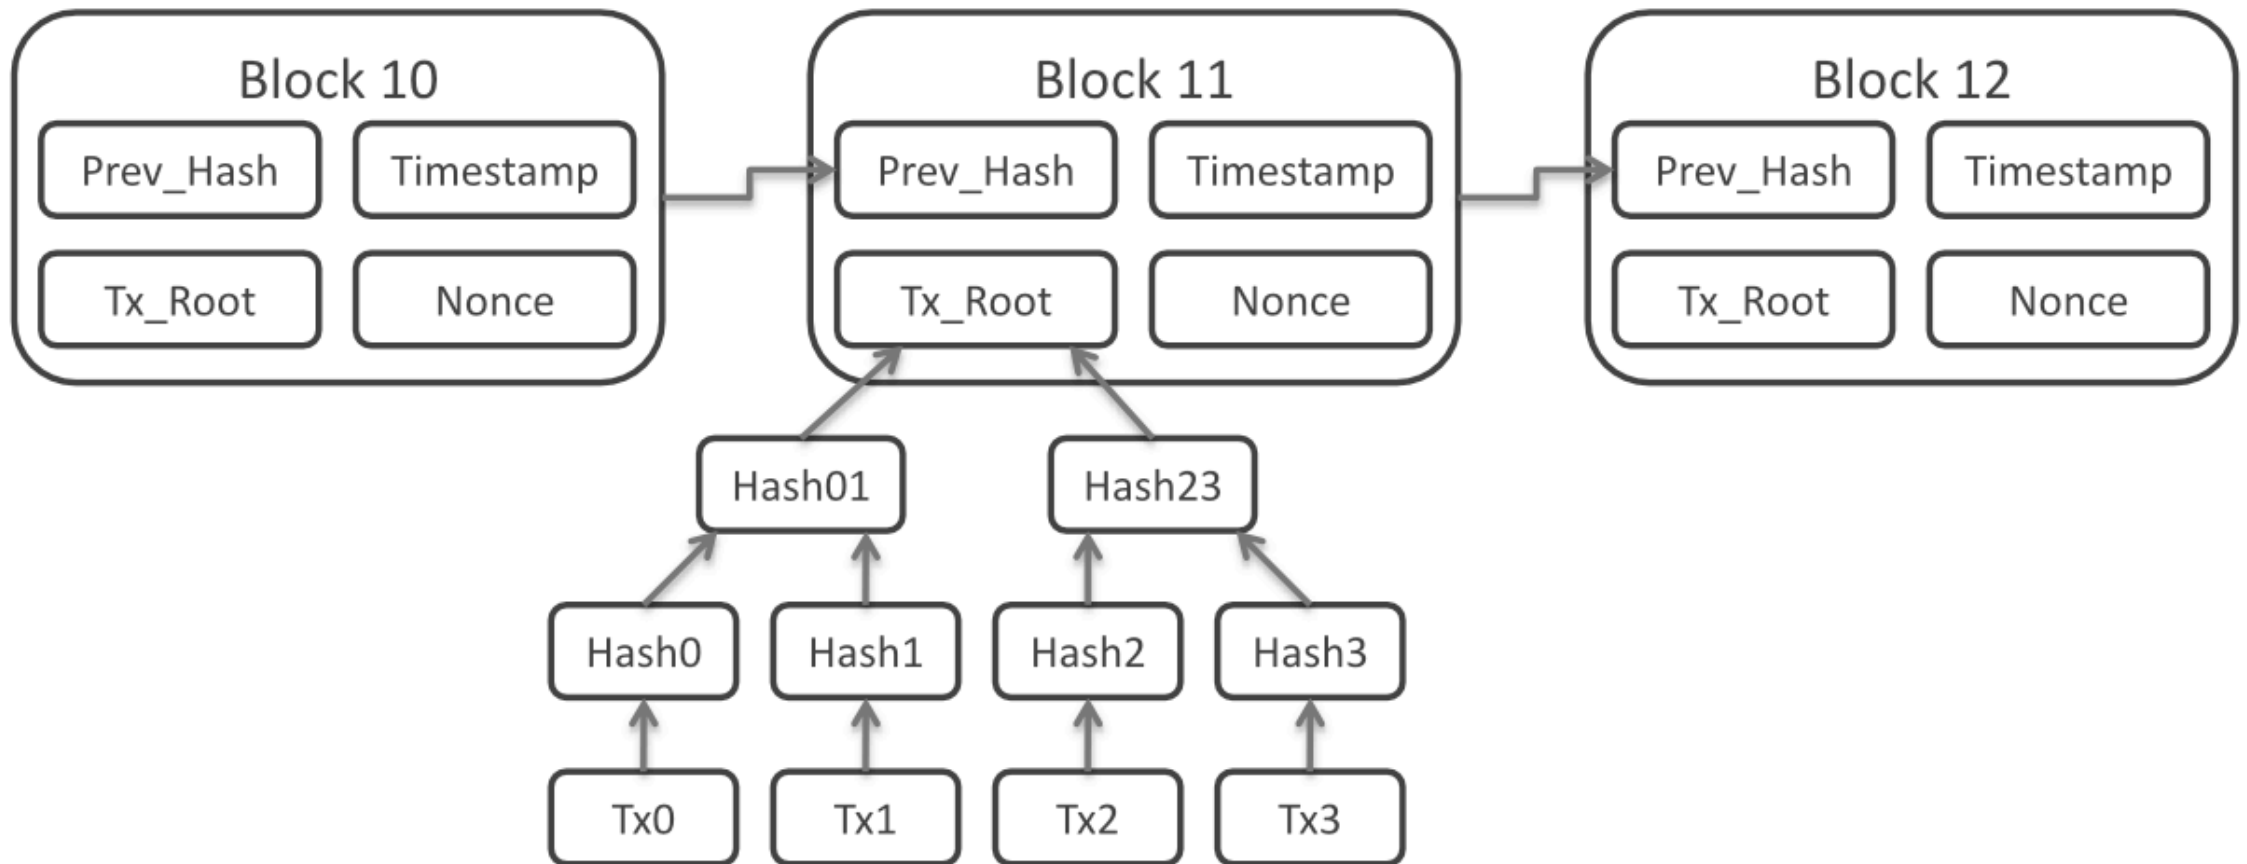 Block 10
Prev_Hash
Timestamp
Tx_Root
Nonce
Block 11
Prev_Hash
Timestamp
Tx_Root
Nonce
Block 12
Prev_Hash
Timestamp
Tx_Root
Nonce
Hash01
Hash23
Hash0
Hash1
Hash2
Hash3
Tx0
Tx1
Tx2
Tx3